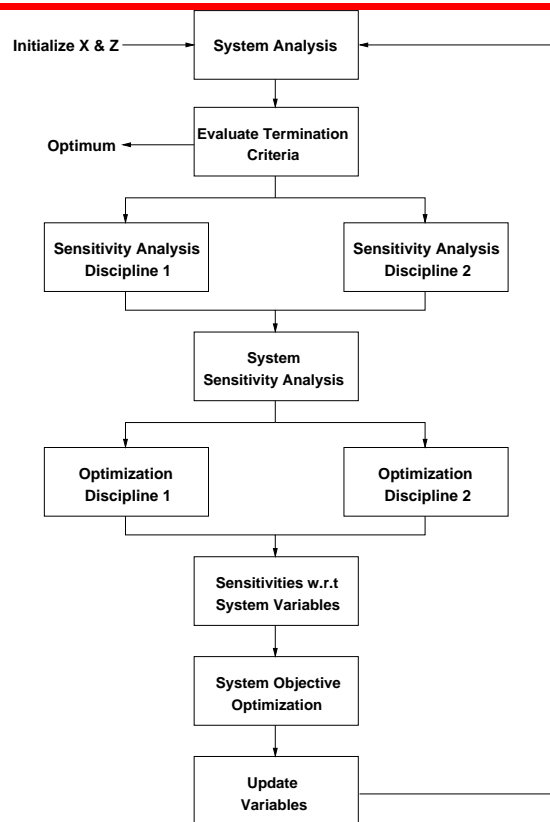 Initialize X & Z
System Analysis
Optimum
Evaluate Termination
Criteria
Sensitivity Analysis
Discipline 1
Sensitivity Analysis
Discipline 2
System
Sensitivity Analysis
Optimization
Discipline 1
Optimization
Discipline 2
Sensitivities w.r.t
System Variables
System Objective
Optimization
Update
Variables